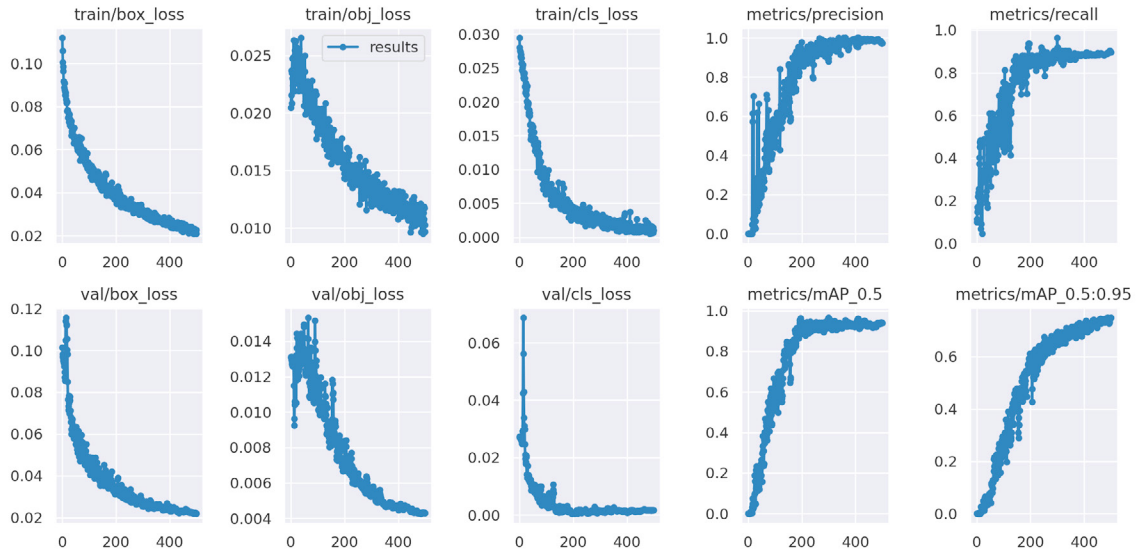 train/box_loss
0.10
0.08
0.06
0.04
0.02
0 200 400
train/obj_loss
results
0.025
0.020
0.015
0.010
0 200 400
train/cls_loss
0.030
0.025
0.020
0.015
0.010
0.005
0.000
0 200 400
metrics/precision
1.0
0.8
0.6
0.4
0.2
0.0
0 200 400
metrics/recall
1.0
0.8
0.6
0.4
0.2
0.0
0 200 400
val/box_loss
0.12
0.10
0.08
0.06
0.04
0.02
0 200 400
val/obj_loss
0.014
0.012
0.010
0.008
0.006
0.004
0 200 400
val/cls_loss
0.06
0.04
0.02
0.00
0 200 400
metrics/mAP_0.5
1.0
0.8
0.6
0.4
0.2
0.0
0 200 400
metrics/mAP_0.5:0.95
0.6
0.4
0.2
0.0
0 200 400